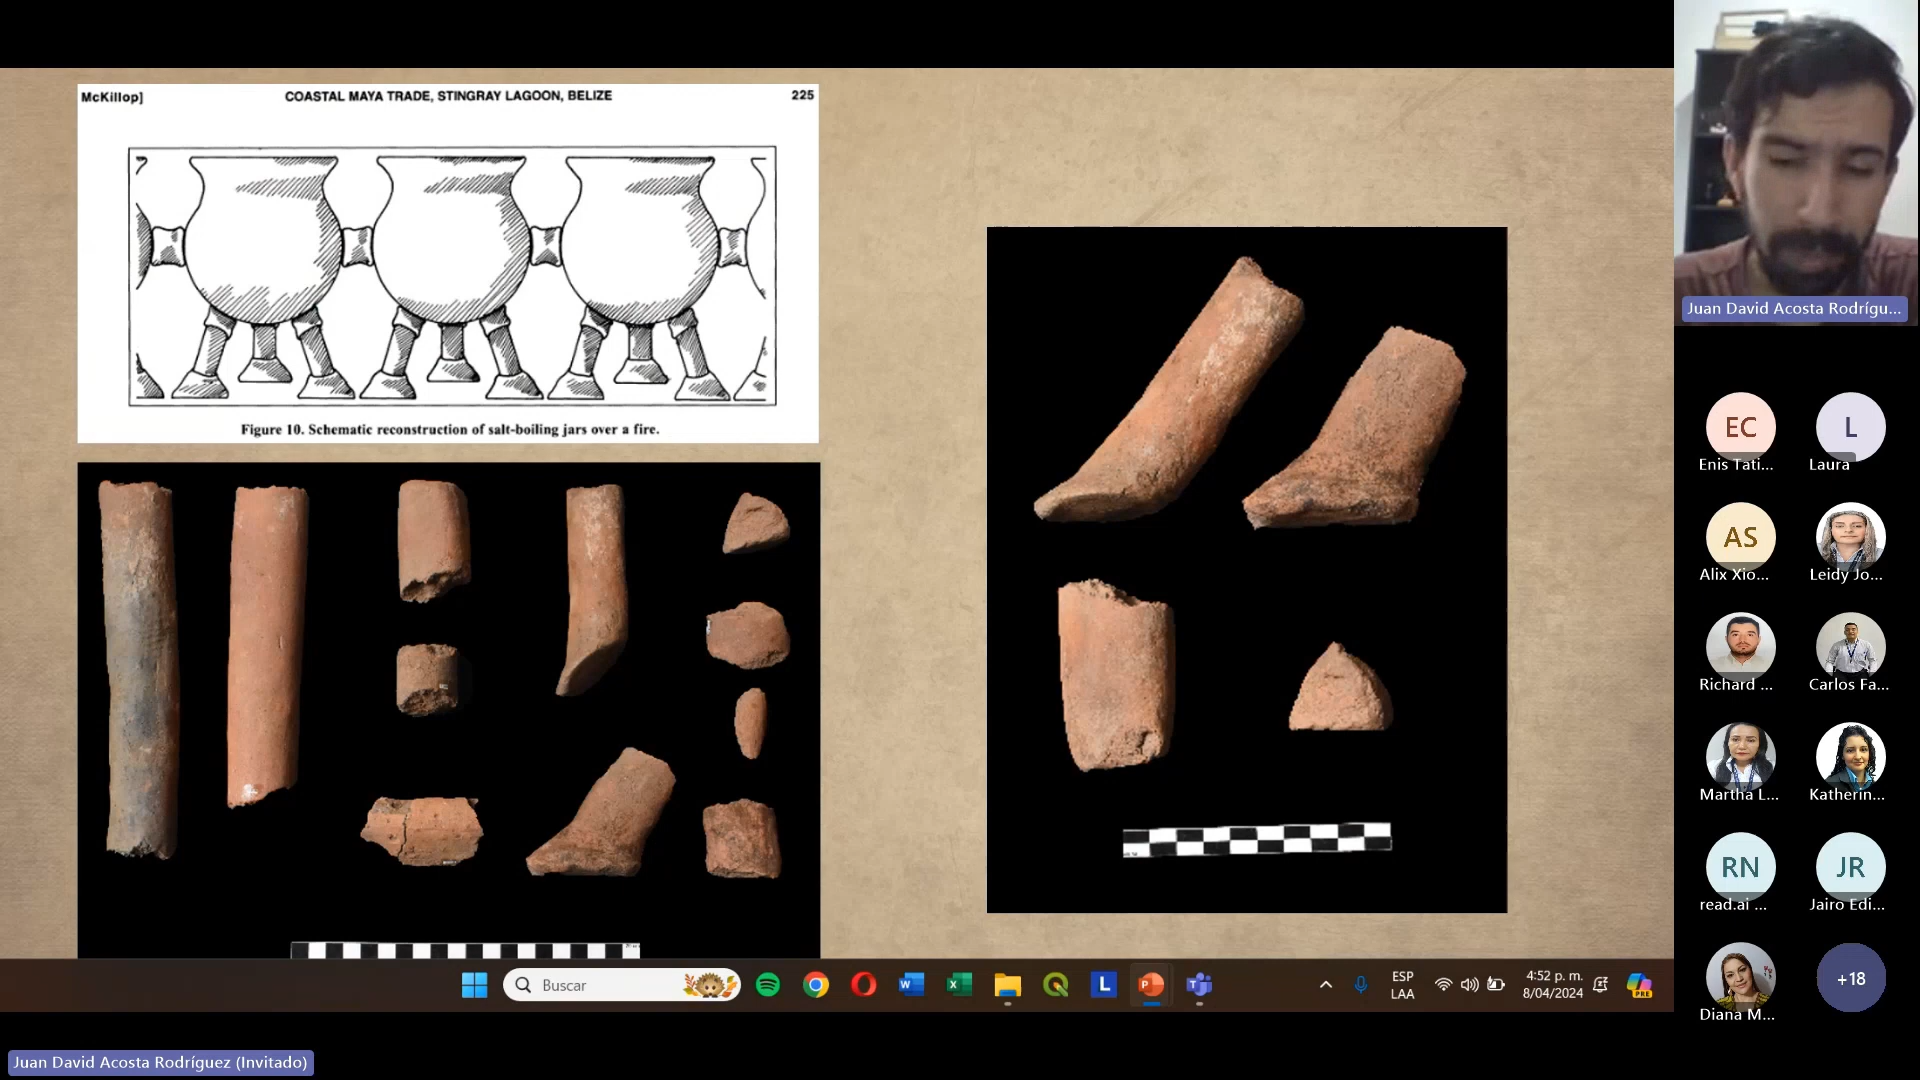 McKillop]
COASTAL MAYA TRADE, STINGRAY LAGOON, BELIZE
225
Figure 10. Schematic reconstruction of salt-boiling jars over a fire.
Juan David Acosta Rodrígu...
EC
Enis Tati...
L
Laura
AS
Alix Xio...
Leidy Jo...
Richard ...
Carlos Fa...
Martha L...
Katherin...
RN
read.ai ...
JR
Jairo Edi...
Diana M...
+18
Buscar
ESP
LAA
4:52 p. m.
8/04/2024
PRE
Juan David Acosta Rodríguez (Invitado)